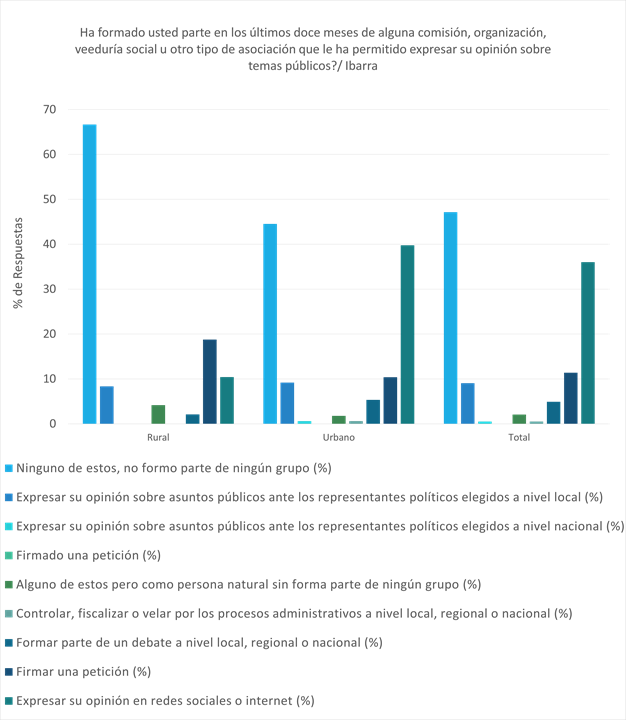 Ha formado usted parte en los últimos doce meses de alguna comisión, organización,
veeduría social u otro tipo de asociación que le ha permitido expresar su opinión sobre
temas públicos?/ Ibarra
% de Respuestas
70
60
50
40
30
20
10
0
Rural
Urbano
Total
Ninguno de estos, no formo parte de ningún grupo (%)
Expresar su opinión sobre asuntos públicos ante los representantes políticos elegidos a nivel local (%)
Expresar su opinión sobre asuntos públicos ante los representantes políticos elegidos a nivel nacional (%)
Firmado una petición (%)
Alguno de estos pero como persona natural sin forma parte de ningún grupo (%)
Controlar, fiscalizar o velar por los procesos administrativos a nivel local, regional o nacional (%)
Formar parte de un debate a nivel local, regional o nacional (%)
Firmar una petición (%)
Expresar su opinión en redes sociales o internet (%)